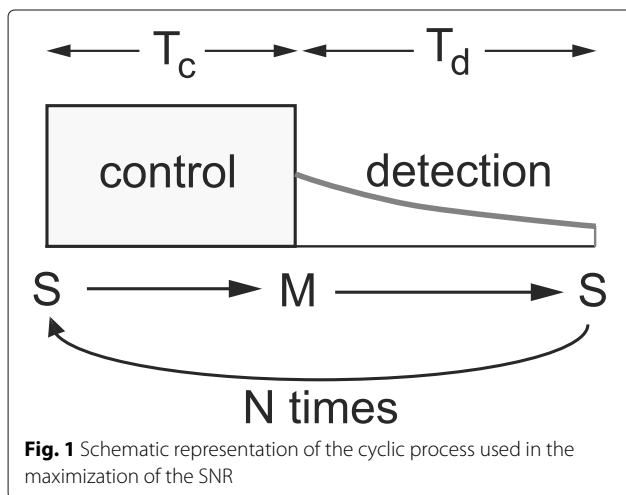 T_c T_d
control detection
S M S
N times
Fig. 1 Schematic representation of the cyclic process used in the
maximization of the SNR